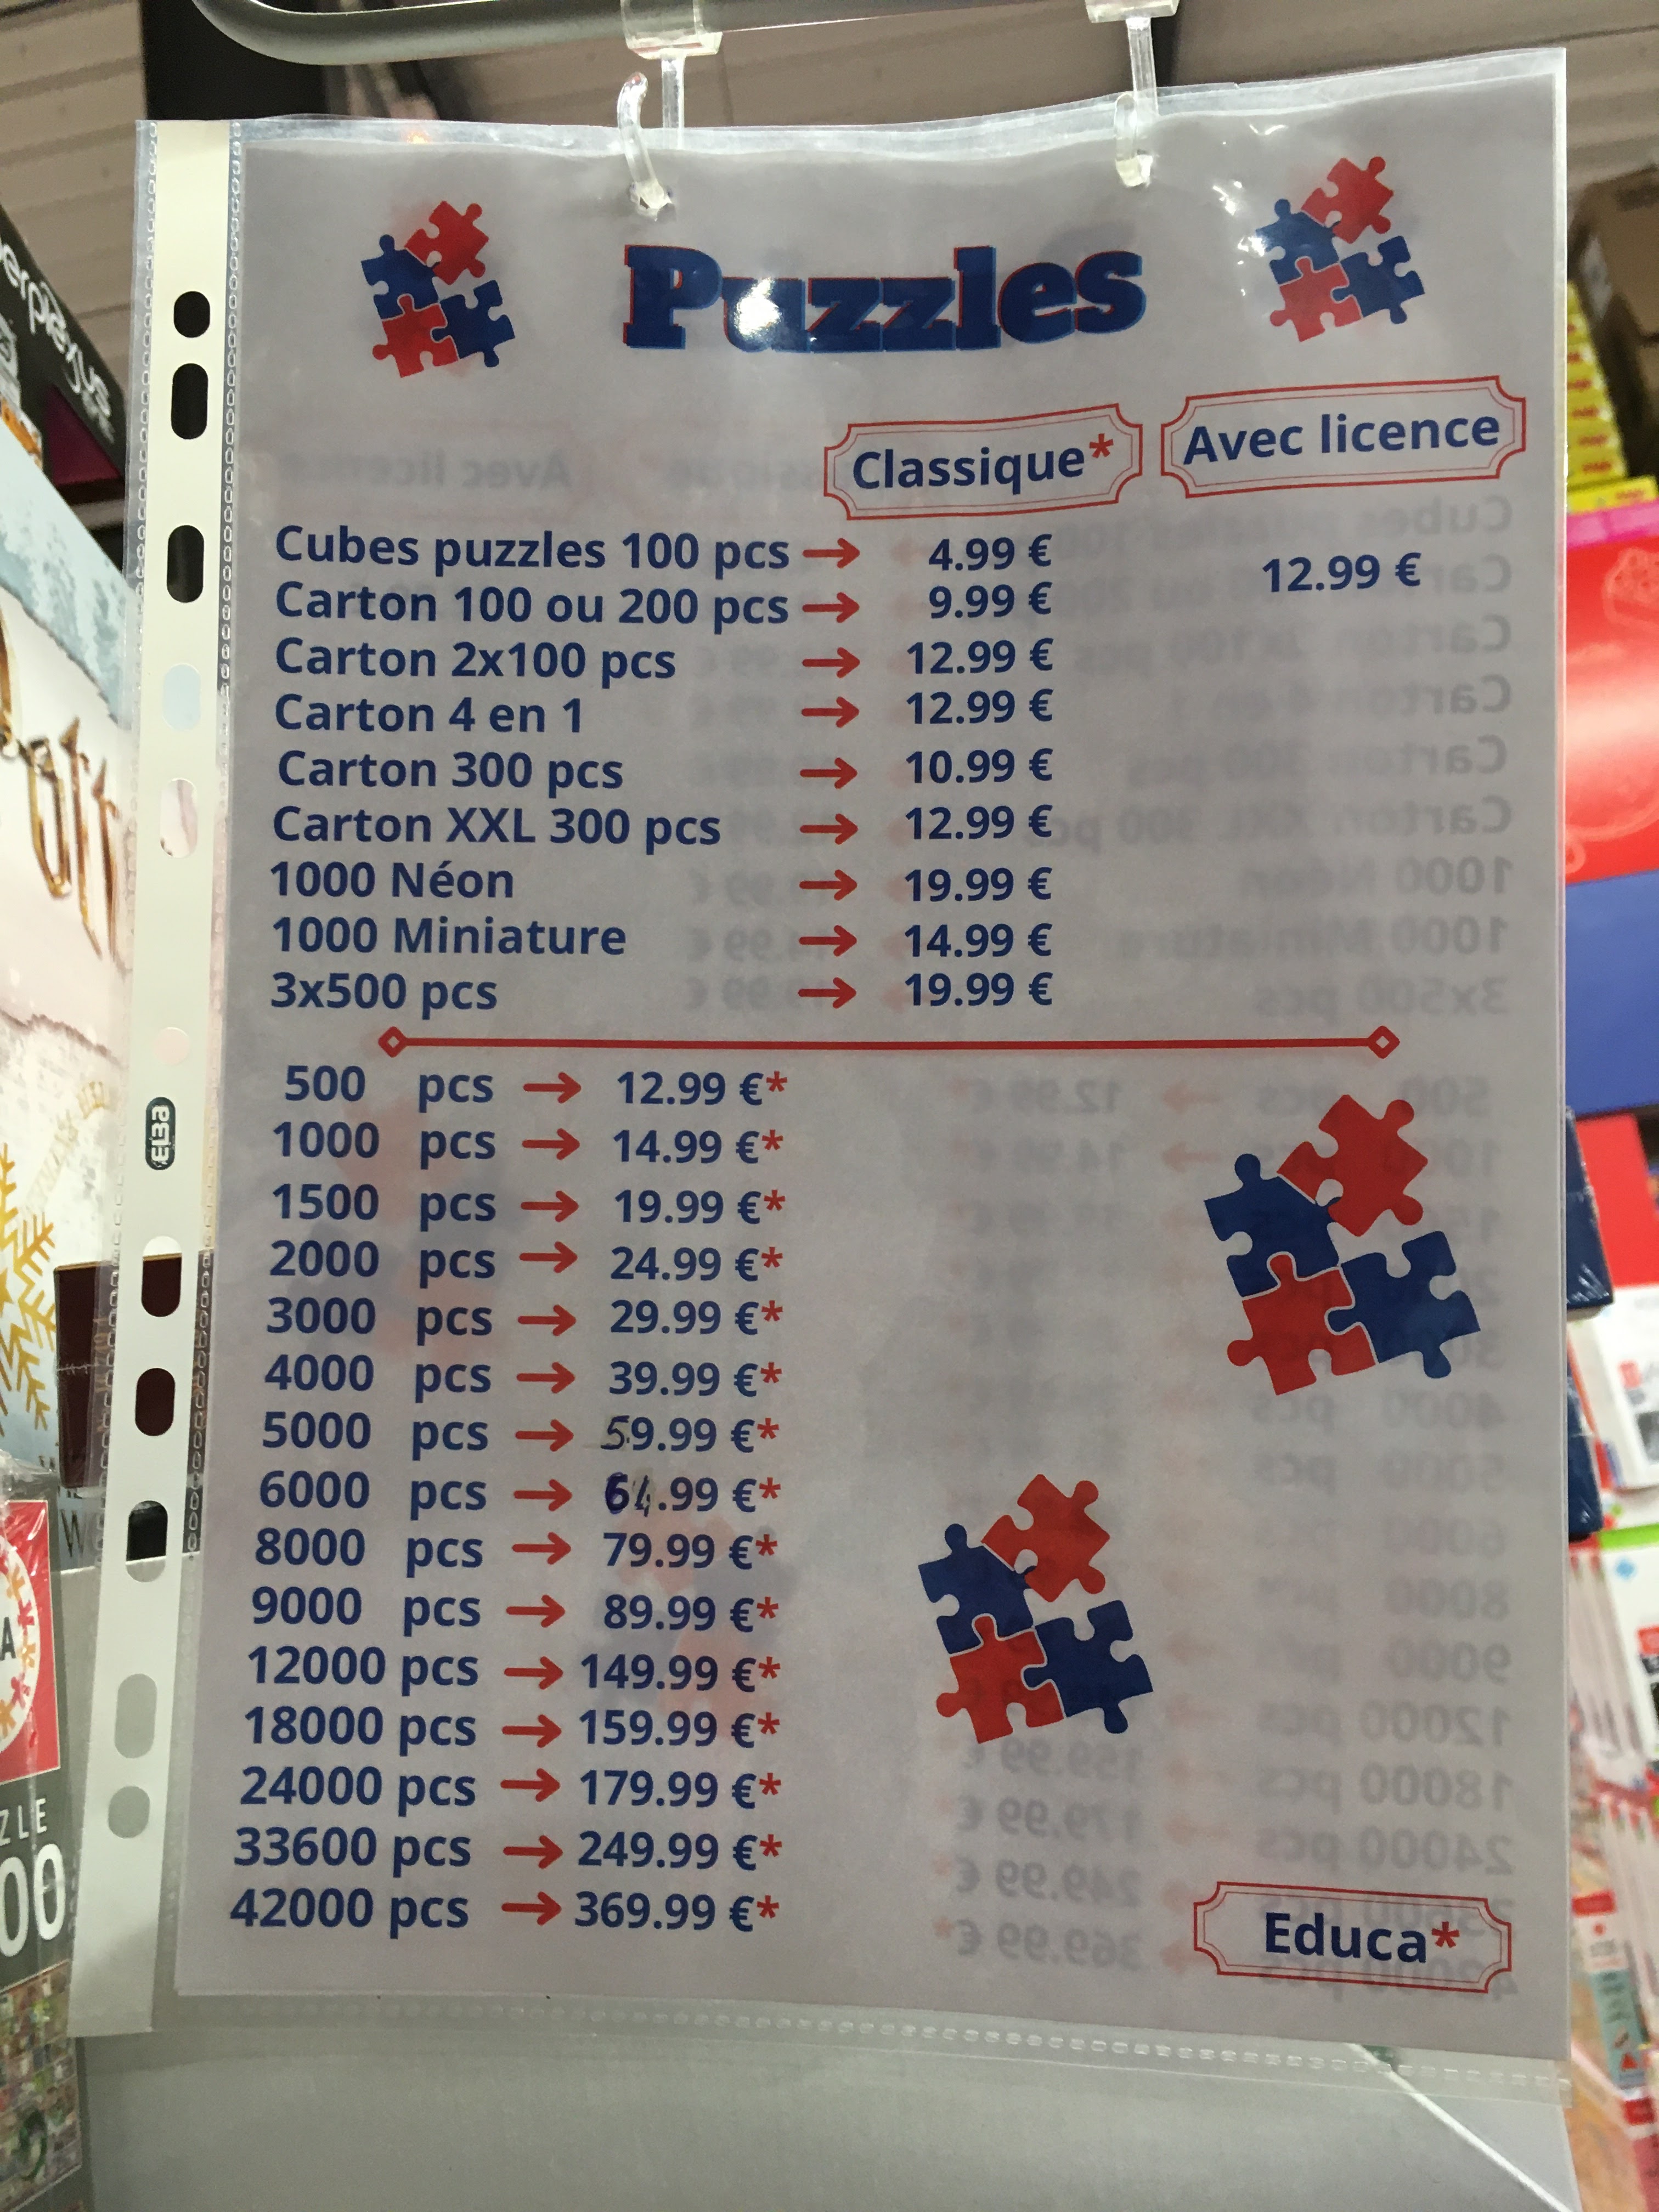 Puzzles
Classique* Avec licence
Cubes puzzles 100 pcs → 4.99 € 12.99 €
Carton 100 ou 200 pcs → 9.99 €
Carton 2x100 pcs → 12.99 €
Carton 4 en 1 → 12.99 €
Carton 300 pcs → 10.99 €
Carton XXL 300 pcs → 12.99 €
1000 Néon → 19.99 €
1000 Miniature → 14.99 €
3x500 pcs → 19.99 €
500 pcs → 12.99 €*
1000 pcs → 14.99 €*
1500 pcs → 19.99 €*
2000 pcs → 24.99 €*
3000 pcs → 29.99 €*
4000 pcs → 39.99 €*
5000 pcs → 59.99 €*
6000 pcs → 64.99 €*
8000 pcs → 79.99 €*
9000 pcs → 89.99 €*
12000 pcs → 149.99 €*
18000 pcs → 159.99 €*
24000 pcs → 179.99 €*
33600 pcs → 249.99 €*
42000 pcs → 369.99 €*
Educa*
ELBA